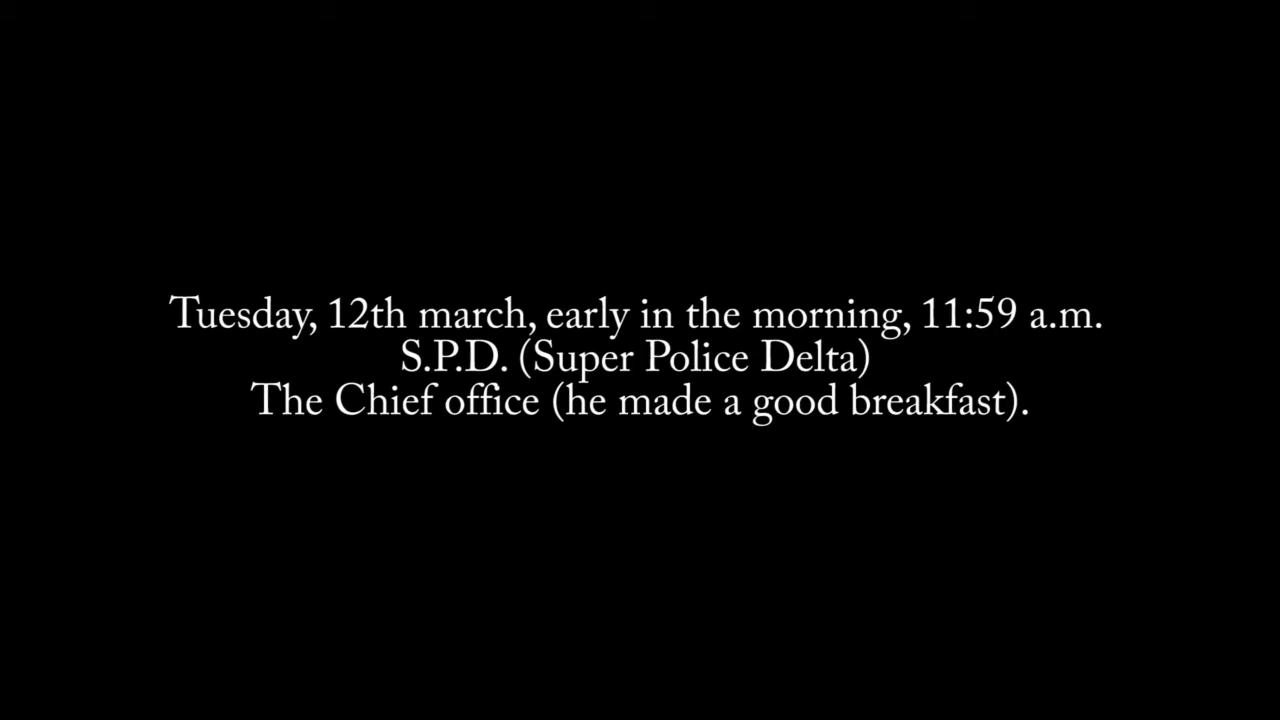 Tuesday, 12th march, early in the morning, 11:59 a.m.
S.P.D. (Super Police Delta)
The Chief office (he made a good breakfast).